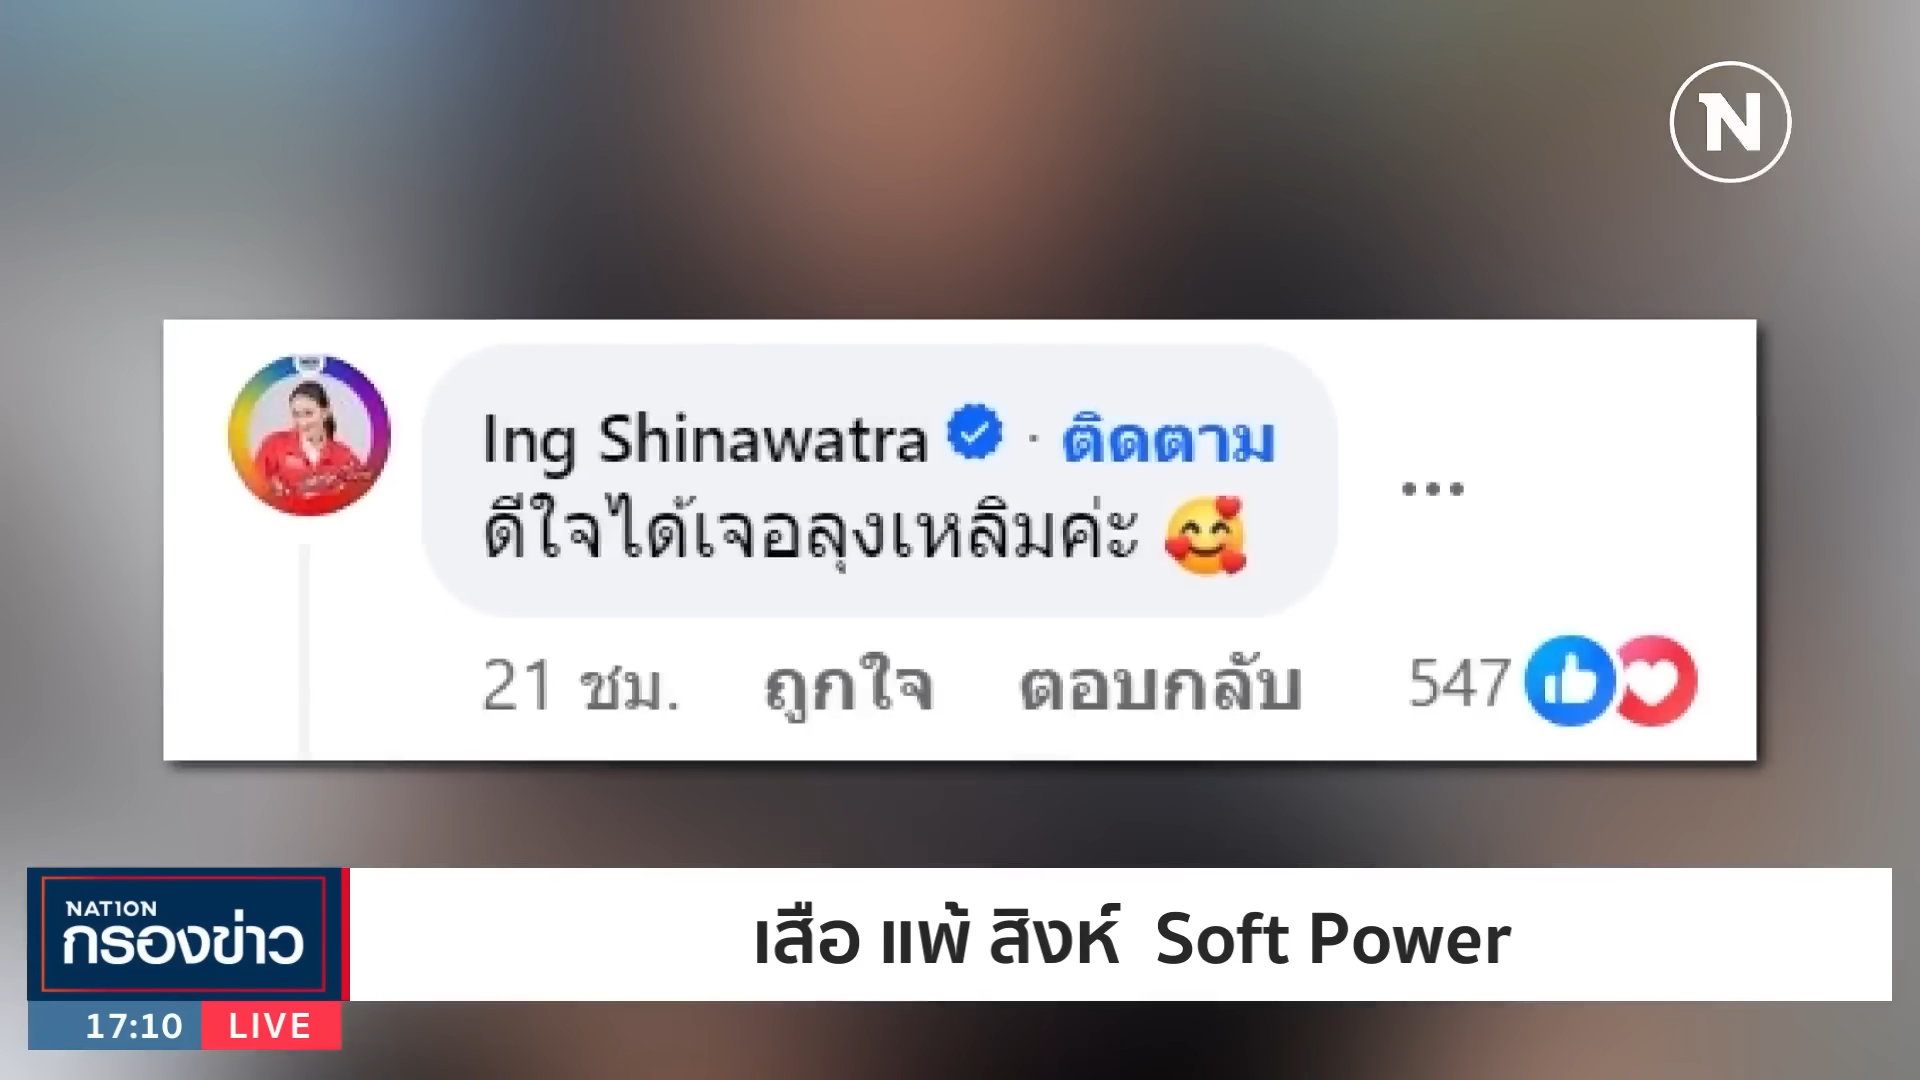 N
Ing Shinawatra · ติดตาม
ดีใจได้เจอลุงเหลิมค่ะ 🥰
21 ชม. ถูกใจ ตอบกลับ 547
NATION
กรองข่าว
เสือ แพ้ สิงห์ Soft Power
17:10 LIVE